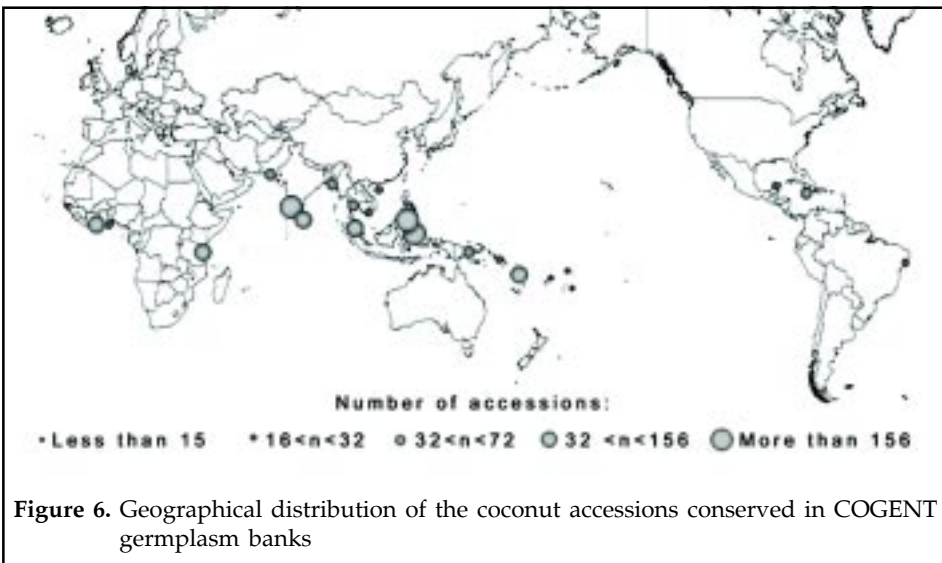 Number of accessions:
Less than 15 16<n<32 32<n<72 32 <n<156 More than 156
Figure 6. Geographical distribution of the coconut accessions conserved in COGENT
germplasm banks